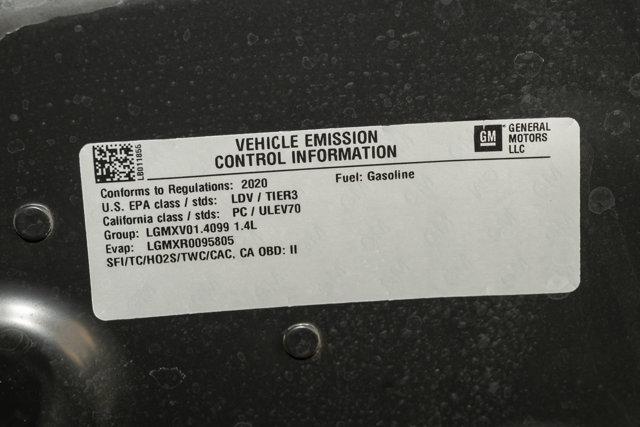 LBD11855
VEHICLE EMISSION
CONTROL INFORMATION
GM
GENERAL
MOTORS
LLC
Conforms to Regulations: 2020
Fuel: Gasoline
U.S. EPA class / stds: LDV / TIER3
California class / stds: PC / ULEV70
Group: LGMXV01.4099 1.4L
Evap: LGMXR0095805
SFI/TC/HO2S/TWC/CAC, CA OBD: II